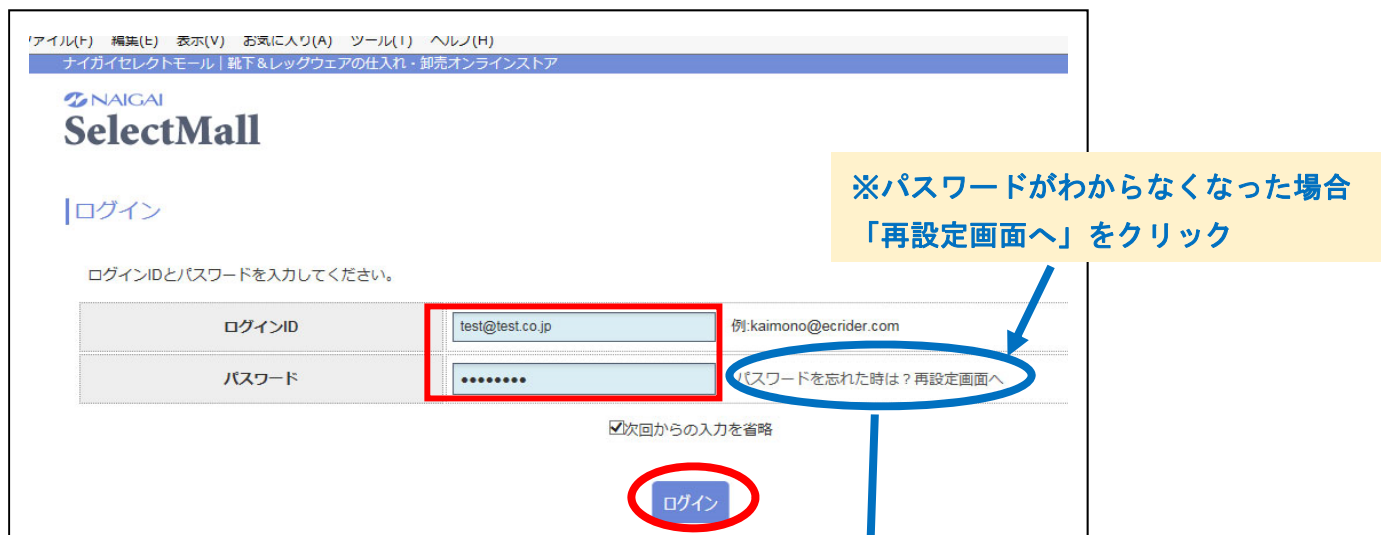 ァイル(F) 編集(E) 表示(V) お気に入り(A) ツール(T) ヘルプ(H)
ナイガイセレクトモール｜靴下＆レッグウェアの仕入れ・卸売オンラインストア
NAIGAI
SelectMall
※パスワードがわからなくなった場合
「再設定画面へ」をクリック
ログイン
ログインIDとパスワードを入力してください。
ログインID test@test.co.jp 例:kaimono@ecrider.com
パスワード •••••••• パスワードを忘れた時は？再設定画面へ
次回からの入力を省略
ログイン